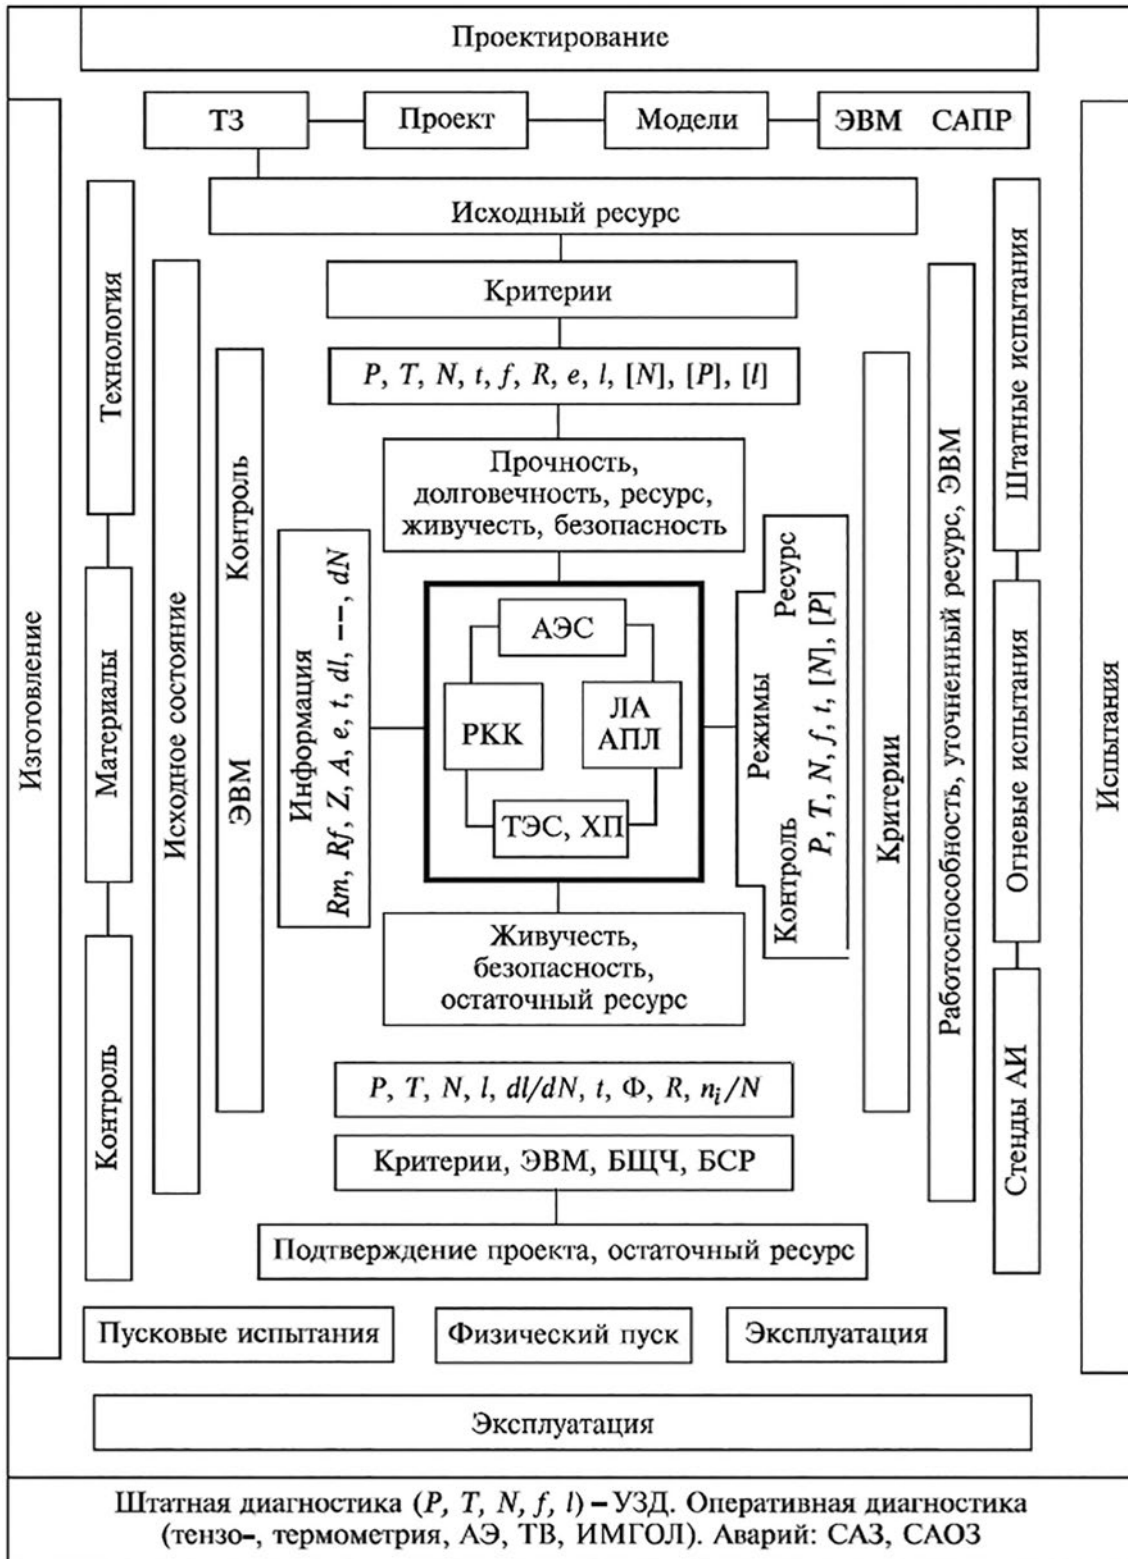 Проектирование
ТЗ
Проект
Модели
ЭВМ САПР
Исходный ресурс
Критерии
P, T, N, t, f, R, e, l, [N], [P], [l]
Прочность,
долговечность, ресурс,
живучесть, безопасность
Изготовление
Технология
Материалы
Контроль
Исходное состояние
ЭВМ Контроль
Информация
Rm, Rf, Z, A, e, t, dl, −−, dN
АЭС
РКК
ЛА
АПЛ
ТЭС, ХП
Контроль Режимы Ресурс
P, T, N, f, t, [N], [P]
Критерии
Работоспособность, уточненный ресурс, ЭВМ
Штатные испытания
Огневые испытания
Стенды АИ
Испытания
Живучесть,
безопасность,
остаточный ресурс
P, T, N, l, dl/dN, t, Ф, R, nᵢ/N
Критерии, ЭВМ, БЩЧ, БСР
Подтверждение проекта, остаточный ресурс
Пусковые испытания
Физический пуск
Эксплуатация
Эксплуатация
Штатная диагностика (P, T, N, f, l) – УЗД. Оперативная диагностика
(тензо-, термометрия, АЭ, ТВ, ИМГОЛ). Аварий: САЗ, САОЗ